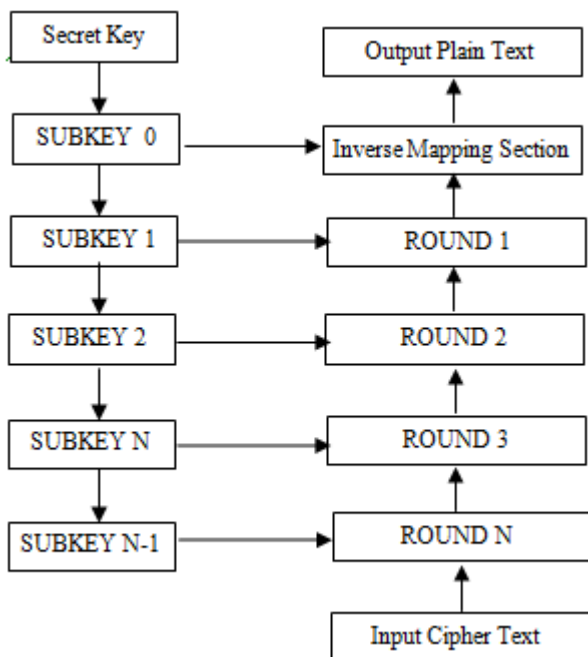 Secret Key
Output Plain Text
SUBKEY 0
Inverse Mapping Section
SUBKEY 1
ROUND 1
SUBKEY 2
ROUND 2
SUBKEY N
ROUND 3
SUBKEY N-1
ROUND N
Input Cipher Text